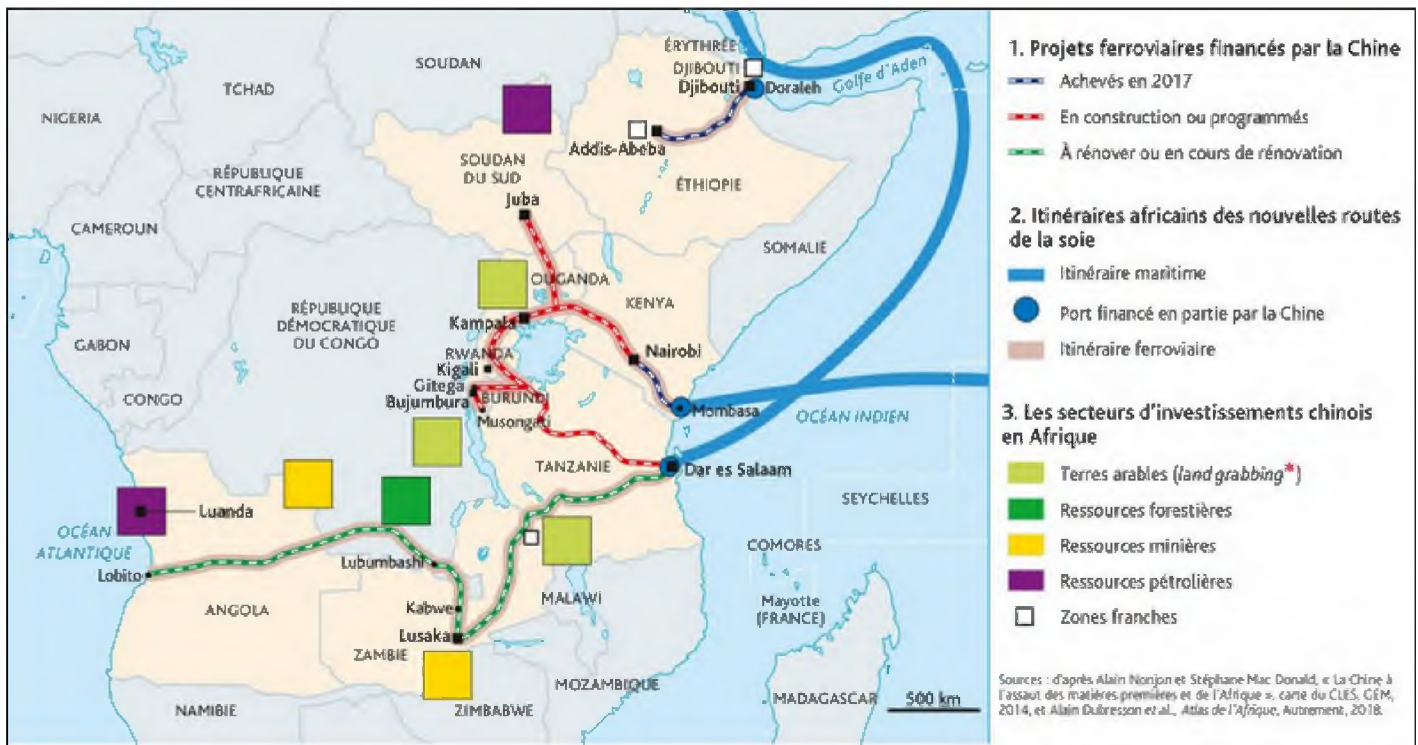 NIGERIA
TCHAD
SOUDAN
ÉRYTHRÉE
DJIBOUTI
Djibouti
Doraleh
Golfe d'Aden
Addis-Abeba
ÉTHIOPIE
SOUDAN
DU SUD
Juba
RÉPUBLIQUE
CENTRAFRICAINE
CAMEROUN
SOMALIE
OUGANDA
KENYA
RÉPUBLIQUE
DÉMOCRATIQUE
DU CONGO
Kampala
GABON
RWANDA
Kigali
Nairobi
Gitega
BURUNDI
Bujumbura
Musongati
CONGO
Mombasa
OCÉAN INDIEN
TANZANIE
Dar es Salaam
Luanda
SEYCHELLES
OCÉAN
ATLANTIQUE
Lobito
Lubumbashi
COMORES
ANGOLA
Kabwe
MALAWI
Mayotte
(FRANCE)
Lusaka
ZAMBIE
MOZAMBIQUE
MADAGASCAR
500 km
NAMIBIE
ZIMBABWE
1. Projets ferroviaires financés par la Chine
Achevés en 2017
En construction ou programmés
À rénover ou en cours de rénovation
2. Itinéraires africains des nouvelles routes
de la soie
Itinéraire maritime
Port financé en partie par la Chine
Itinéraire ferroviaire
3. Les secteurs d'investissements chinois
en Afrique
Terres arables (land grabbing*)
Ressources forestières
Ressources minières
Ressources pétrolières
Zones franches
Sources : d'après Alain Nonjon et Stéphane Mac Donald, « La Chine à
l'assaut des matières premières et de l'Afrique », carte du CLES, GEM,
2014, et Alain Dubresson et al., Atlas de l'Afrique, Autrement, 2018.